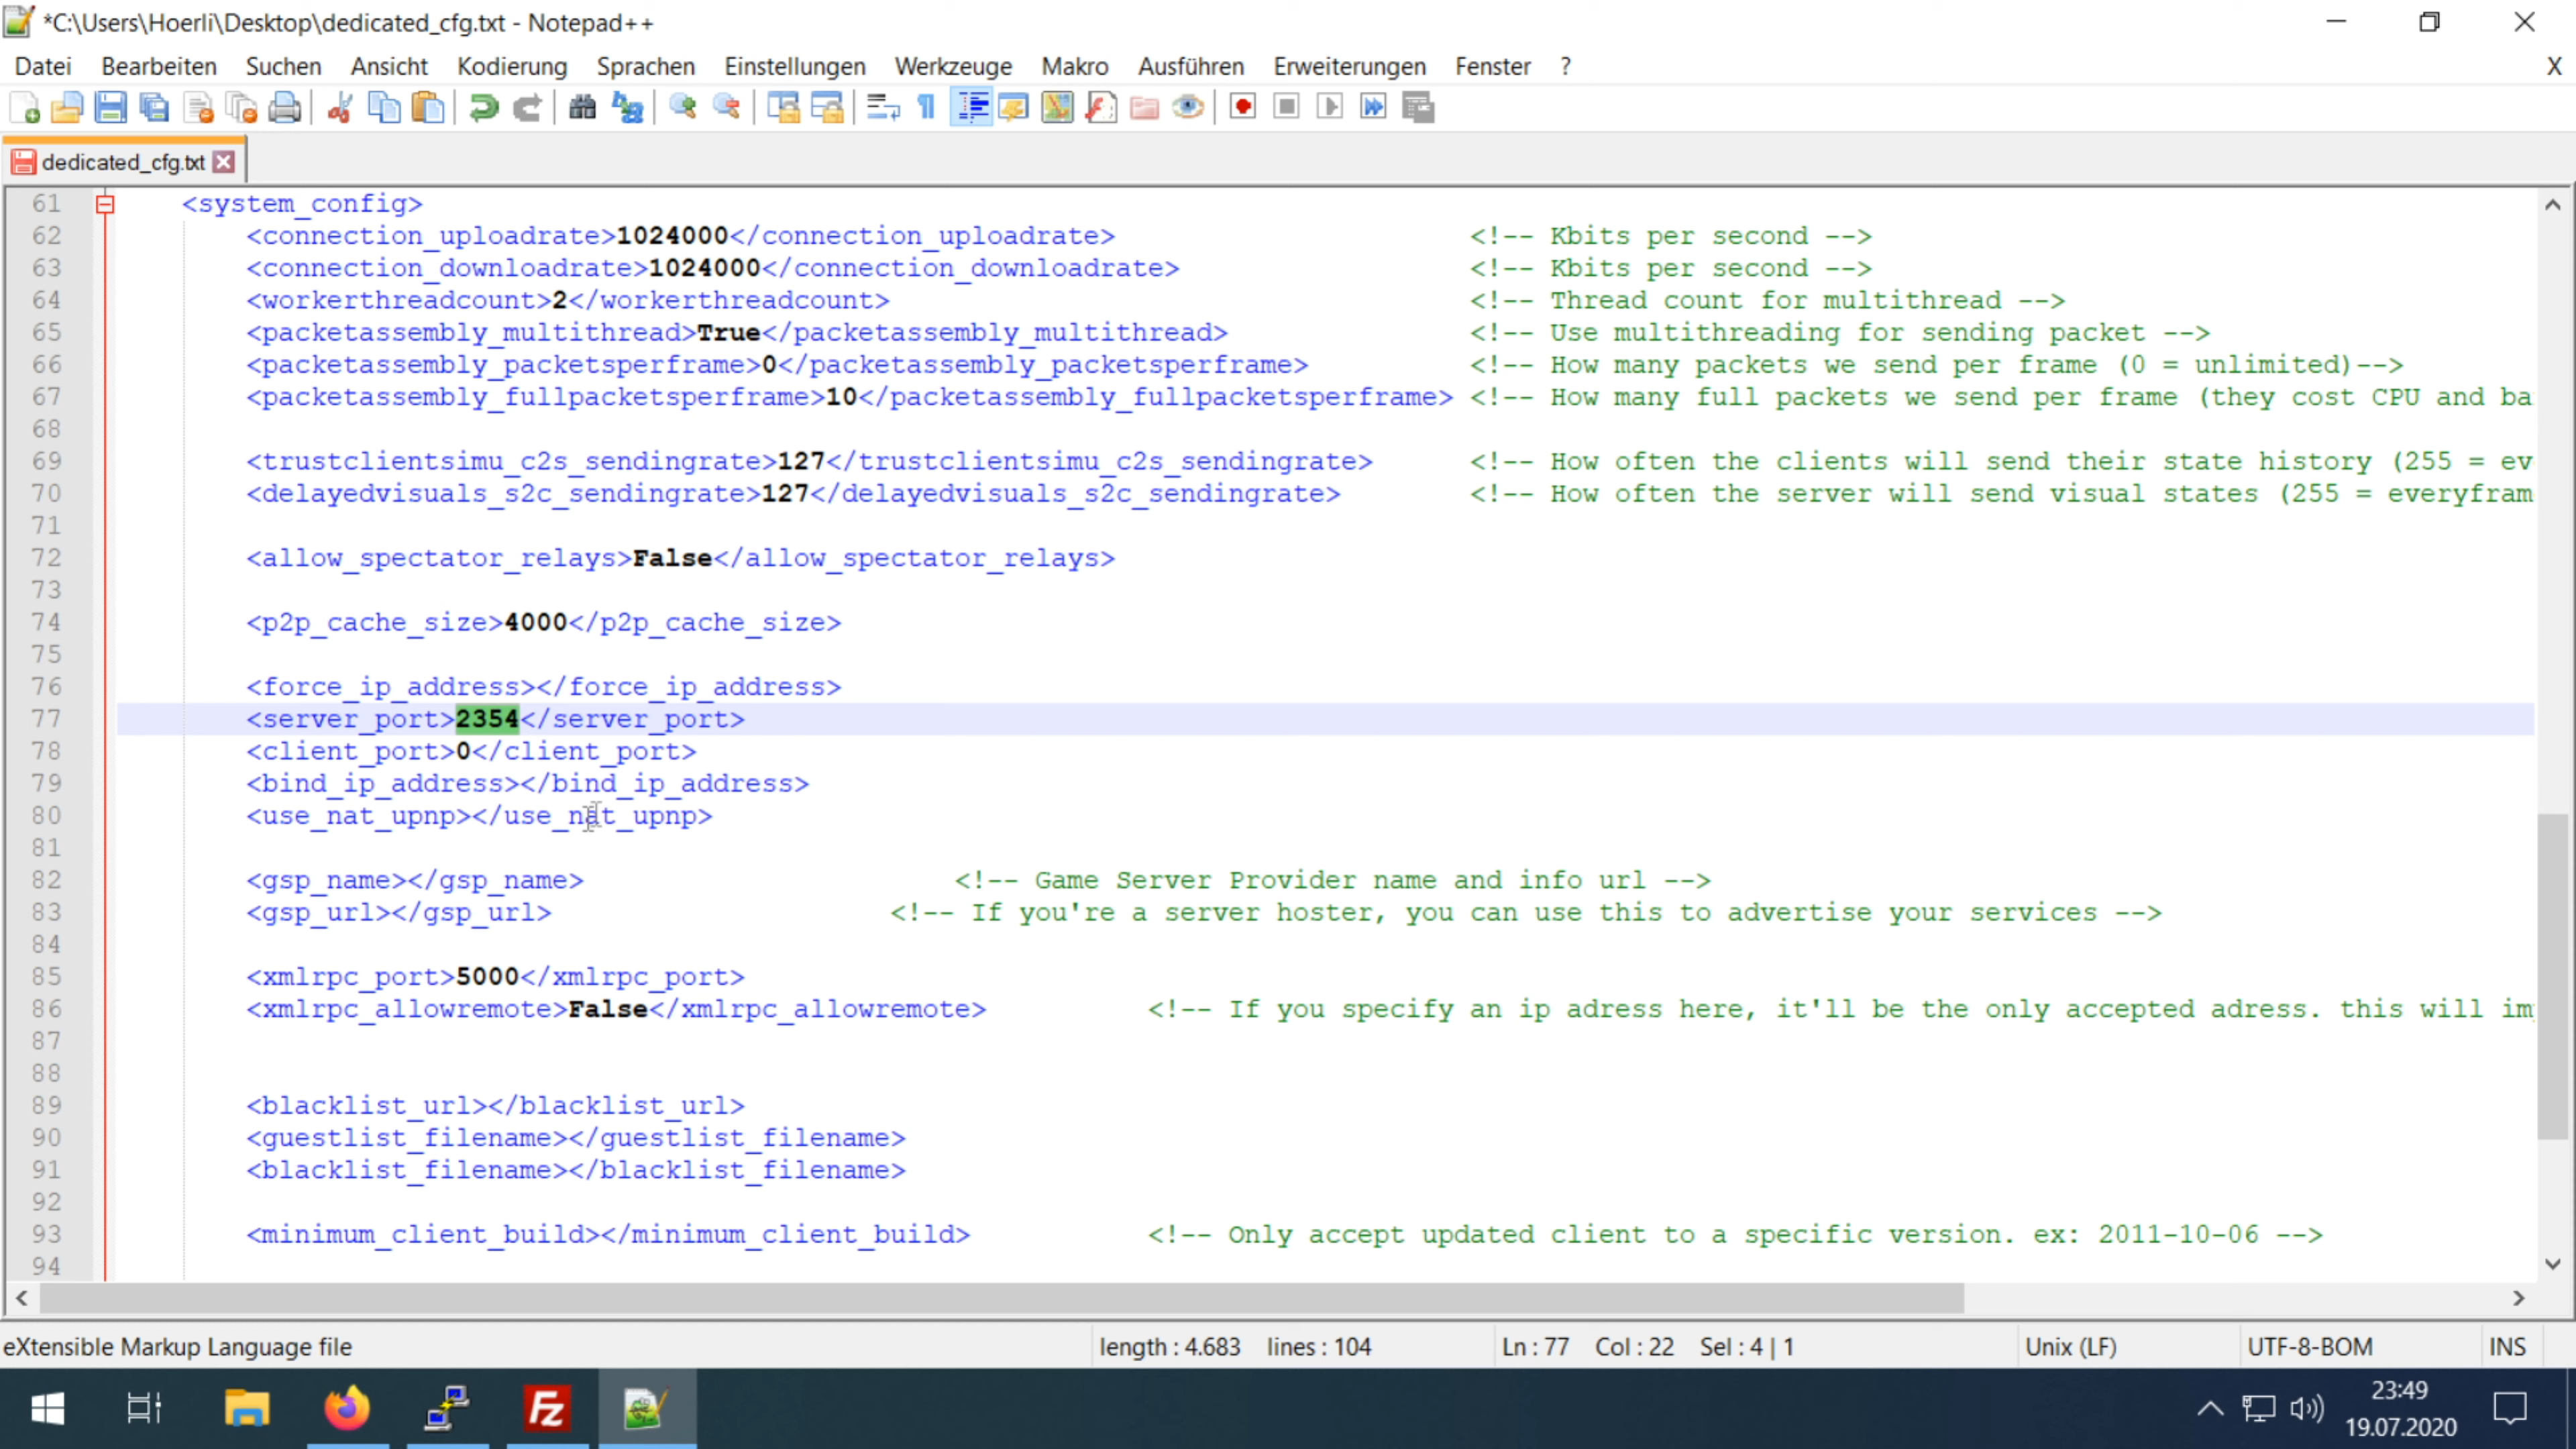 *C:\Users\Hoerli\Desktop\dedicated_cfg.txt - Notepad++
Datei Bearbeiten Suchen Ansicht Kodierung Sprachen Einstellungen Werkzeuge Makro Ausführen Erweiterungen Fenster ? X
dedicated_cfg.txt
61 <system_config>
62 <connection_uploadrate>1024000</connection_uploadrate> <!-- Kbits per second -->
63 <connection_downloadrate>1024000</connection_downloadrate> <!-- Kbits per second -->
64 <workerthreadcount>2</workerthreadcount> <!-- Thread count for multithread -->
65 <packetassembly_multithread>True</packetassembly_multithread> <!-- Use multithreading for sending packet -->
66 <packetassembly_packetsperframe>0</packetassembly_packetsperframe> <!-- How many packets we send per frame (0 = unlimited)-->
67 <packetassembly_fullpacketsperframe>10</packetassembly_fullpacketsperframe> <!-- How many full packets we send per frame (they cost CPU and ba
68
69 <trustclientsimu_c2s_sendingrate>127</trustclientsimu_c2s_sendingrate> <!-- How often the clients will send their state history (255 = ev
70 <delayedvisuals_s2c_sendingrate>127</delayedvisuals_s2c_sendingrate> <!-- How often the server will send visual states (255 = everyfram
71
72 <allow_spectator_relays>False</allow_spectator_relays>
73
74 <p2p_cache_size>4000</p2p_cache_size>
75
76 <force_ip_address></force_ip_address>
77 <server_port>2354</server_port>
78 <client_port>0</client_port>
79 <bind_ip_address></bind_ip_address>
80 <use_nat_upnp></use_nat_upnp>
81
82 <gsp_name></gsp_name> <!-- Game Server Provider name and info url -->
83 <gsp_url></gsp_url> <!-- If you're a server hoster, you can use this to advertise your services -->
84
85 <xmlrpc_port>5000</xmlrpc_port>
86 <xmlrpc_allowremote>False</xmlrpc_allowremote> <!-- If you specify an ip adress here, it'll be the only accepted adress. this will im
87
88
89 <blacklist_url></blacklist_url>
90 <guestlist_filename></guestlist_filename>
91 <blacklist_filename></blacklist_filename>
92
93 <minimum_client_build></minimum_client_build> <!-- Only accept updated client to a specific version. ex: 2011-10-06 -->
94
eXtensible Markup Language file length : 4.683 lines : 104 Ln : 77 Col : 22 Sel : 4 | 1 Unix (LF) UTF-8-BOM INS
23:49
19.07.2020